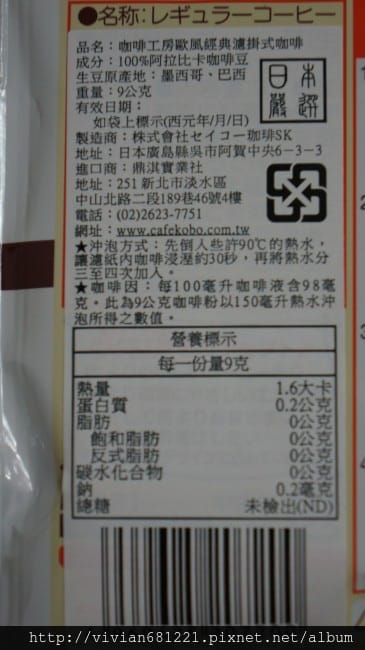 ●名称:レギュラーコーヒー
品名：咖啡工房歐風經典濾掛式咖啡
成分：100%阿拉比卡咖啡豆
生豆原產地：墨西哥、巴西
重量：9公克
有效日期：
如袋上標示(西元年/月/日)
日本嚴選
製造商：株式會社セイコー珈琲SK
地址：日本廣島縣吳市阿賀中央6－3－3
進口商：鼎淇實業社
地址：251 新北市淡水區
中山北路二段189巷46號4樓
電話：(02)2623-7751
網址：www.cafekobo.com.tw
★沖泡方式：先倒入些許90℃的熱水，
讓濾紙內咖啡浸溼約30秒，再將熱水分
三至四次加入。
★咖啡因：每100毫升咖啡液含98毫
克。此為9公克咖啡粉以150毫升熱水沖
泡所得之數值。
營養標示
每一份量9克
熱量 1.6大卡
蛋白質 0.2公克
脂肪 0公克
飽和脂肪 0公克
反式脂肪 0公克
碳水化合物 0公克
鈉 0.2毫克
總糖 未檢出(ND)
http://vivian681221.pixnet.net/album